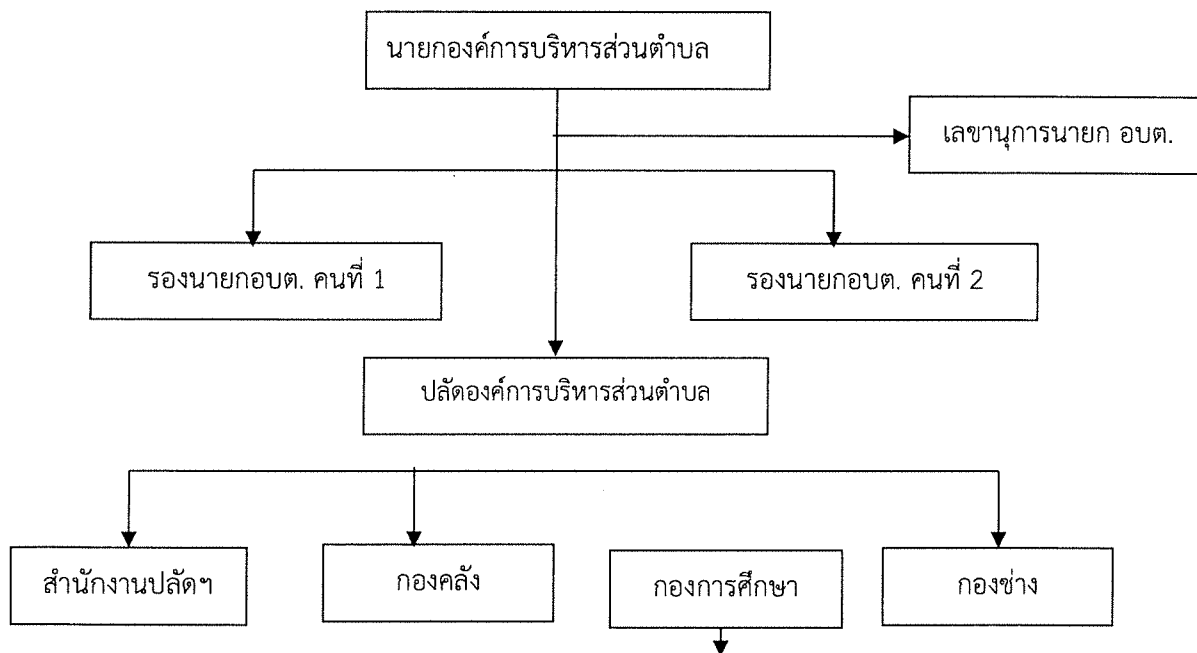 นายกองค์การบริหารส่วนตำบล
เลขานุการนายก อบต.
รองนายกอบต. คนที่ 1
รองนายกอบต. คนที่ 2
ปลัดองค์การบริหารส่วนตำบล
สำนักงานปลัดฯ
กองคลัง
กองการศึกษา
กองช่าง